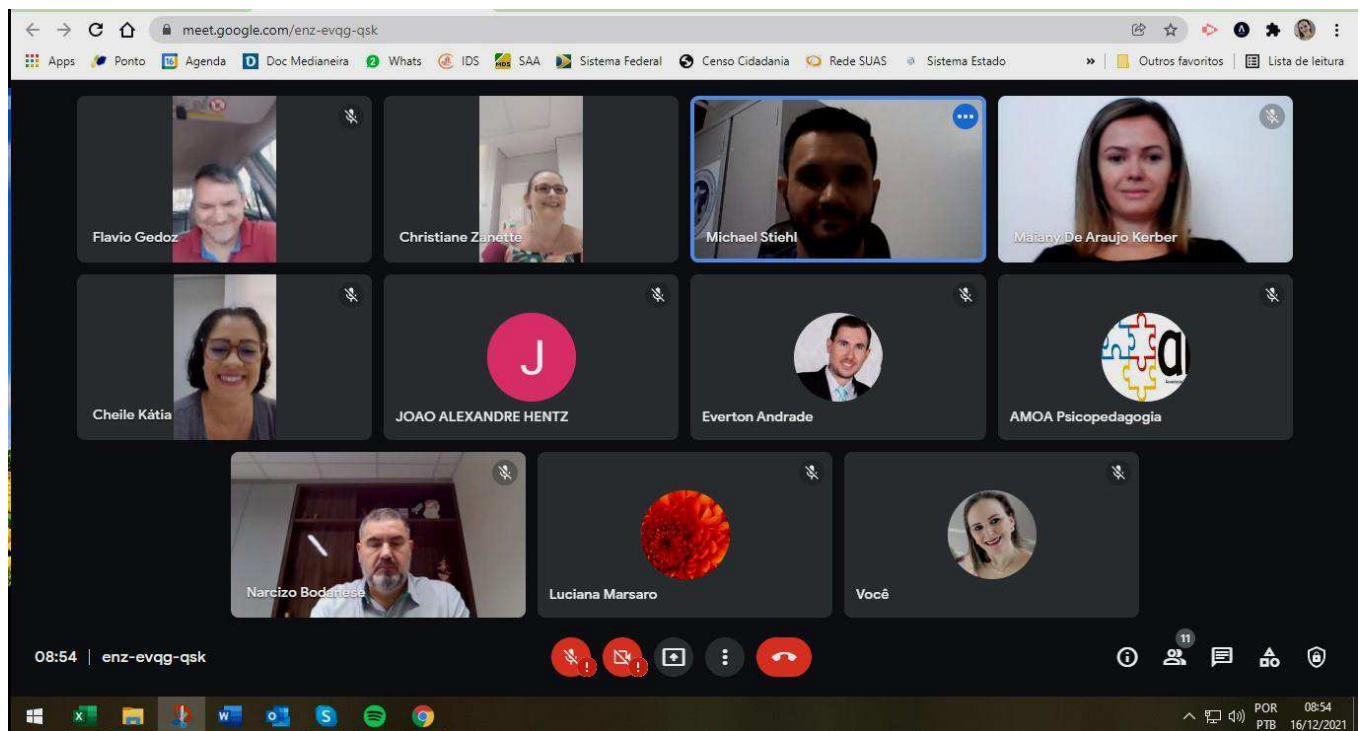 meet.google.com/enz-evqg-qsk
Apps Ponto 16 Agenda D Doc Medianeira 2 Whats IDS MDS SAA Sistema Federal Censo Cidadania Rede SUAS Sistema Estado » Outros favoritos Lista de leitura
Flavio Gedoz Christiane Zanette Michael Stiehl Maiany De Araujo Kerber
J
Cheile Kátia JOAO ALEXANDRE HENTZ Everton Andrade AMOA Psicopedagogia
Narcizo Bodanese Luciana Marsaro Você
11
08:54 | enz-evqg-qsk
POR 08:54
PTB 16/12/2021